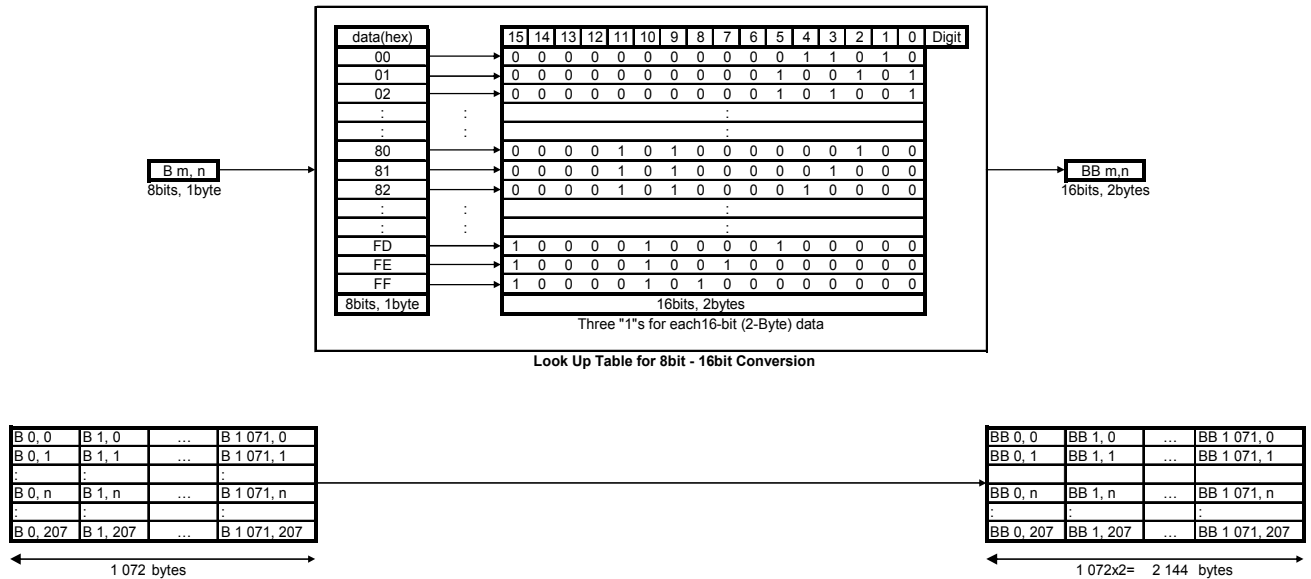 data(hex) 15 14 13 12 11 10 9 8 7 6 5 4 3 2 1 0 Digit
00 0 0 0 0 0 0 0 0 0 0 0 1 1 0 1 0
01 0 0 0 0 0 0 0 0 0 0 1 0 0 1 0 1
02 0 0 0 0 0 0 0 0 0 0 1 0 1 0 0 1
: : :
: : :
80 0 0 0 0 1 0 1 0 0 0 0 0 0 1 0 0
81 0 0 0 0 1 0 1 0 0 0 0 0 1 0 0 0
82 0 0 0 0 1 0 1 0 0 0 0 1 0 0 0 0
: : :
: : :
FD 1 0 0 0 0 1 0 0 0 0 1 0 0 0 0 0
FE 1 0 0 0 0 1 0 0 1 0 0 0 0 0 0 0
FF 1 0 0 0 0 1 0 1 0 0 0 0 0 0 0 0
8bits, 1byte 16bits, 2bytes
Three "1"s for each16-bit (2-Byte) data
B m, n
8bits, 1byte
BB m,n
16bits, 2bytes
Look Up Table for 8bit - 16bit Conversion
B 0, 0 B 1, 0 … B 1 071, 0
B 0, 1 B 1, 1 … B 1 071, 1
: : :
B 0, n B 1, n … B 1 071, n
: : :
B 0, 207 B 1, 207 … B 1 071, 207
1 072 bytes
BB 0, 0 BB 1, 0 … BB 1 071, 0
BB 0, 1 BB 1, 1 … BB 1 071, 1
BB 0, n BB 1, n … BB 1 071, n
: : :
BB 0, 207 BB 1, 207 … BB 1 071, 207
1 072x2= 2 144 bytes